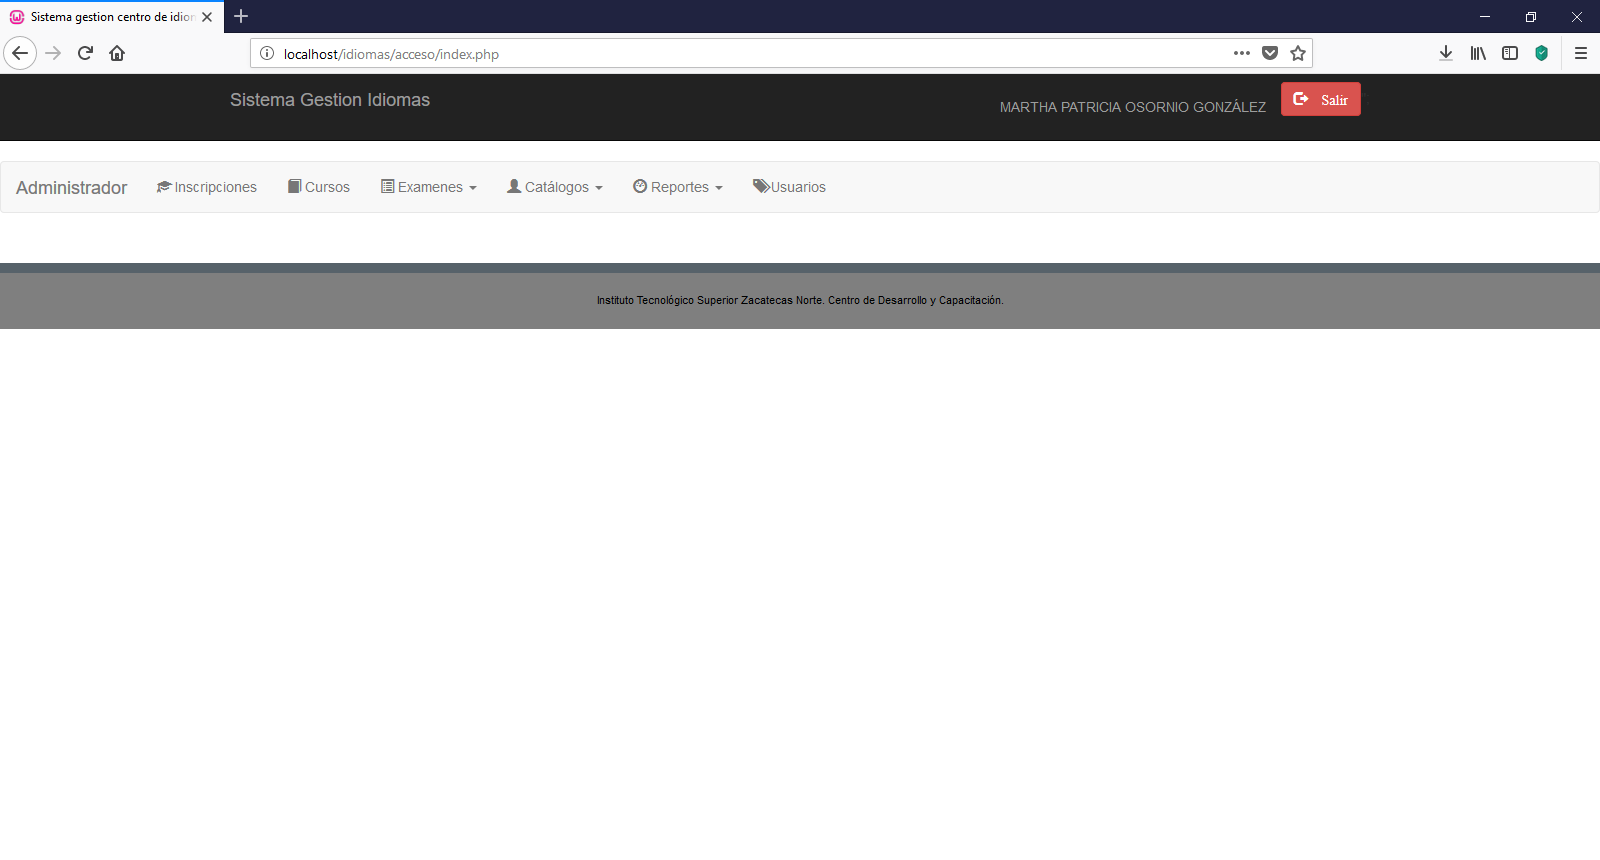 Sistema gestion centro de idion
localhost/idiomas/acceso/index.php
Sistema Gestion Idiomas
MARTHA PATRICIA OSORNIO GONZÁLEZ
Salir
Administrador Inscripciones Cursos Examenes Catálogos Reportes Usuarios
Instituto Tecnológico Superior Zacatecas Norte. Centro de Desarrollo y Capacitación.